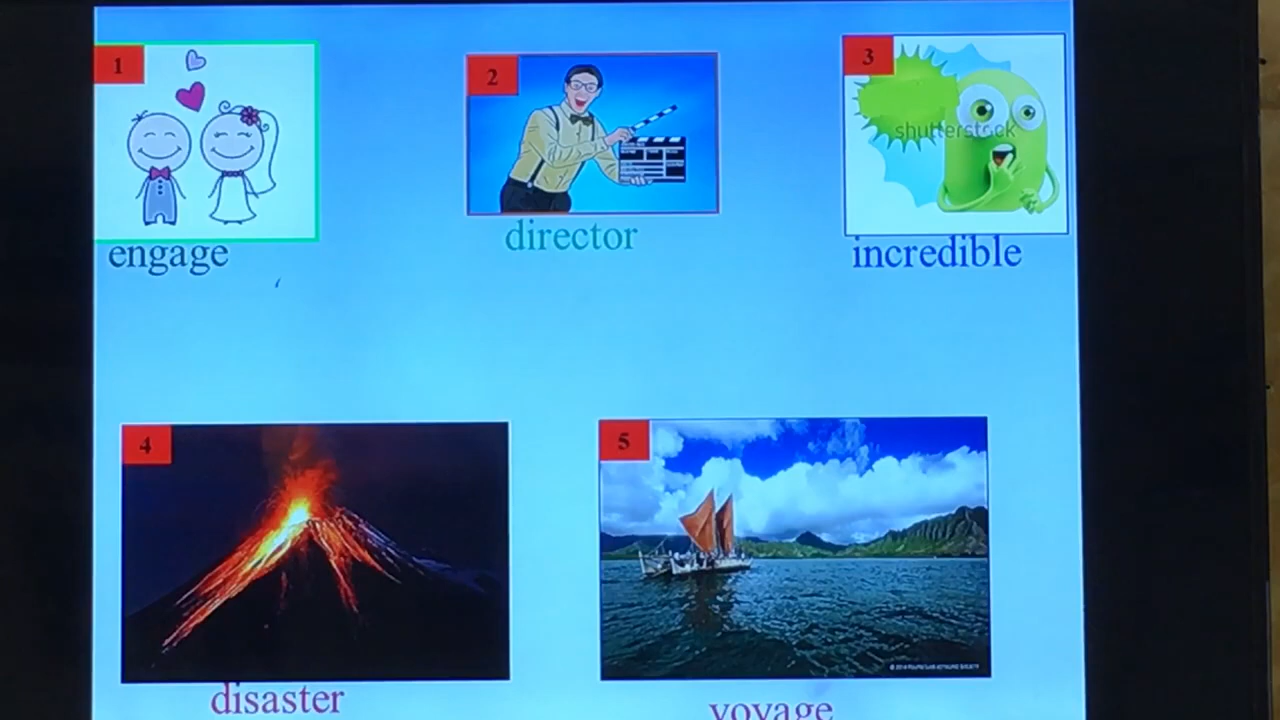 1
2
3
shutterstock
engage
director
incredible
4
5
disaster
voyage